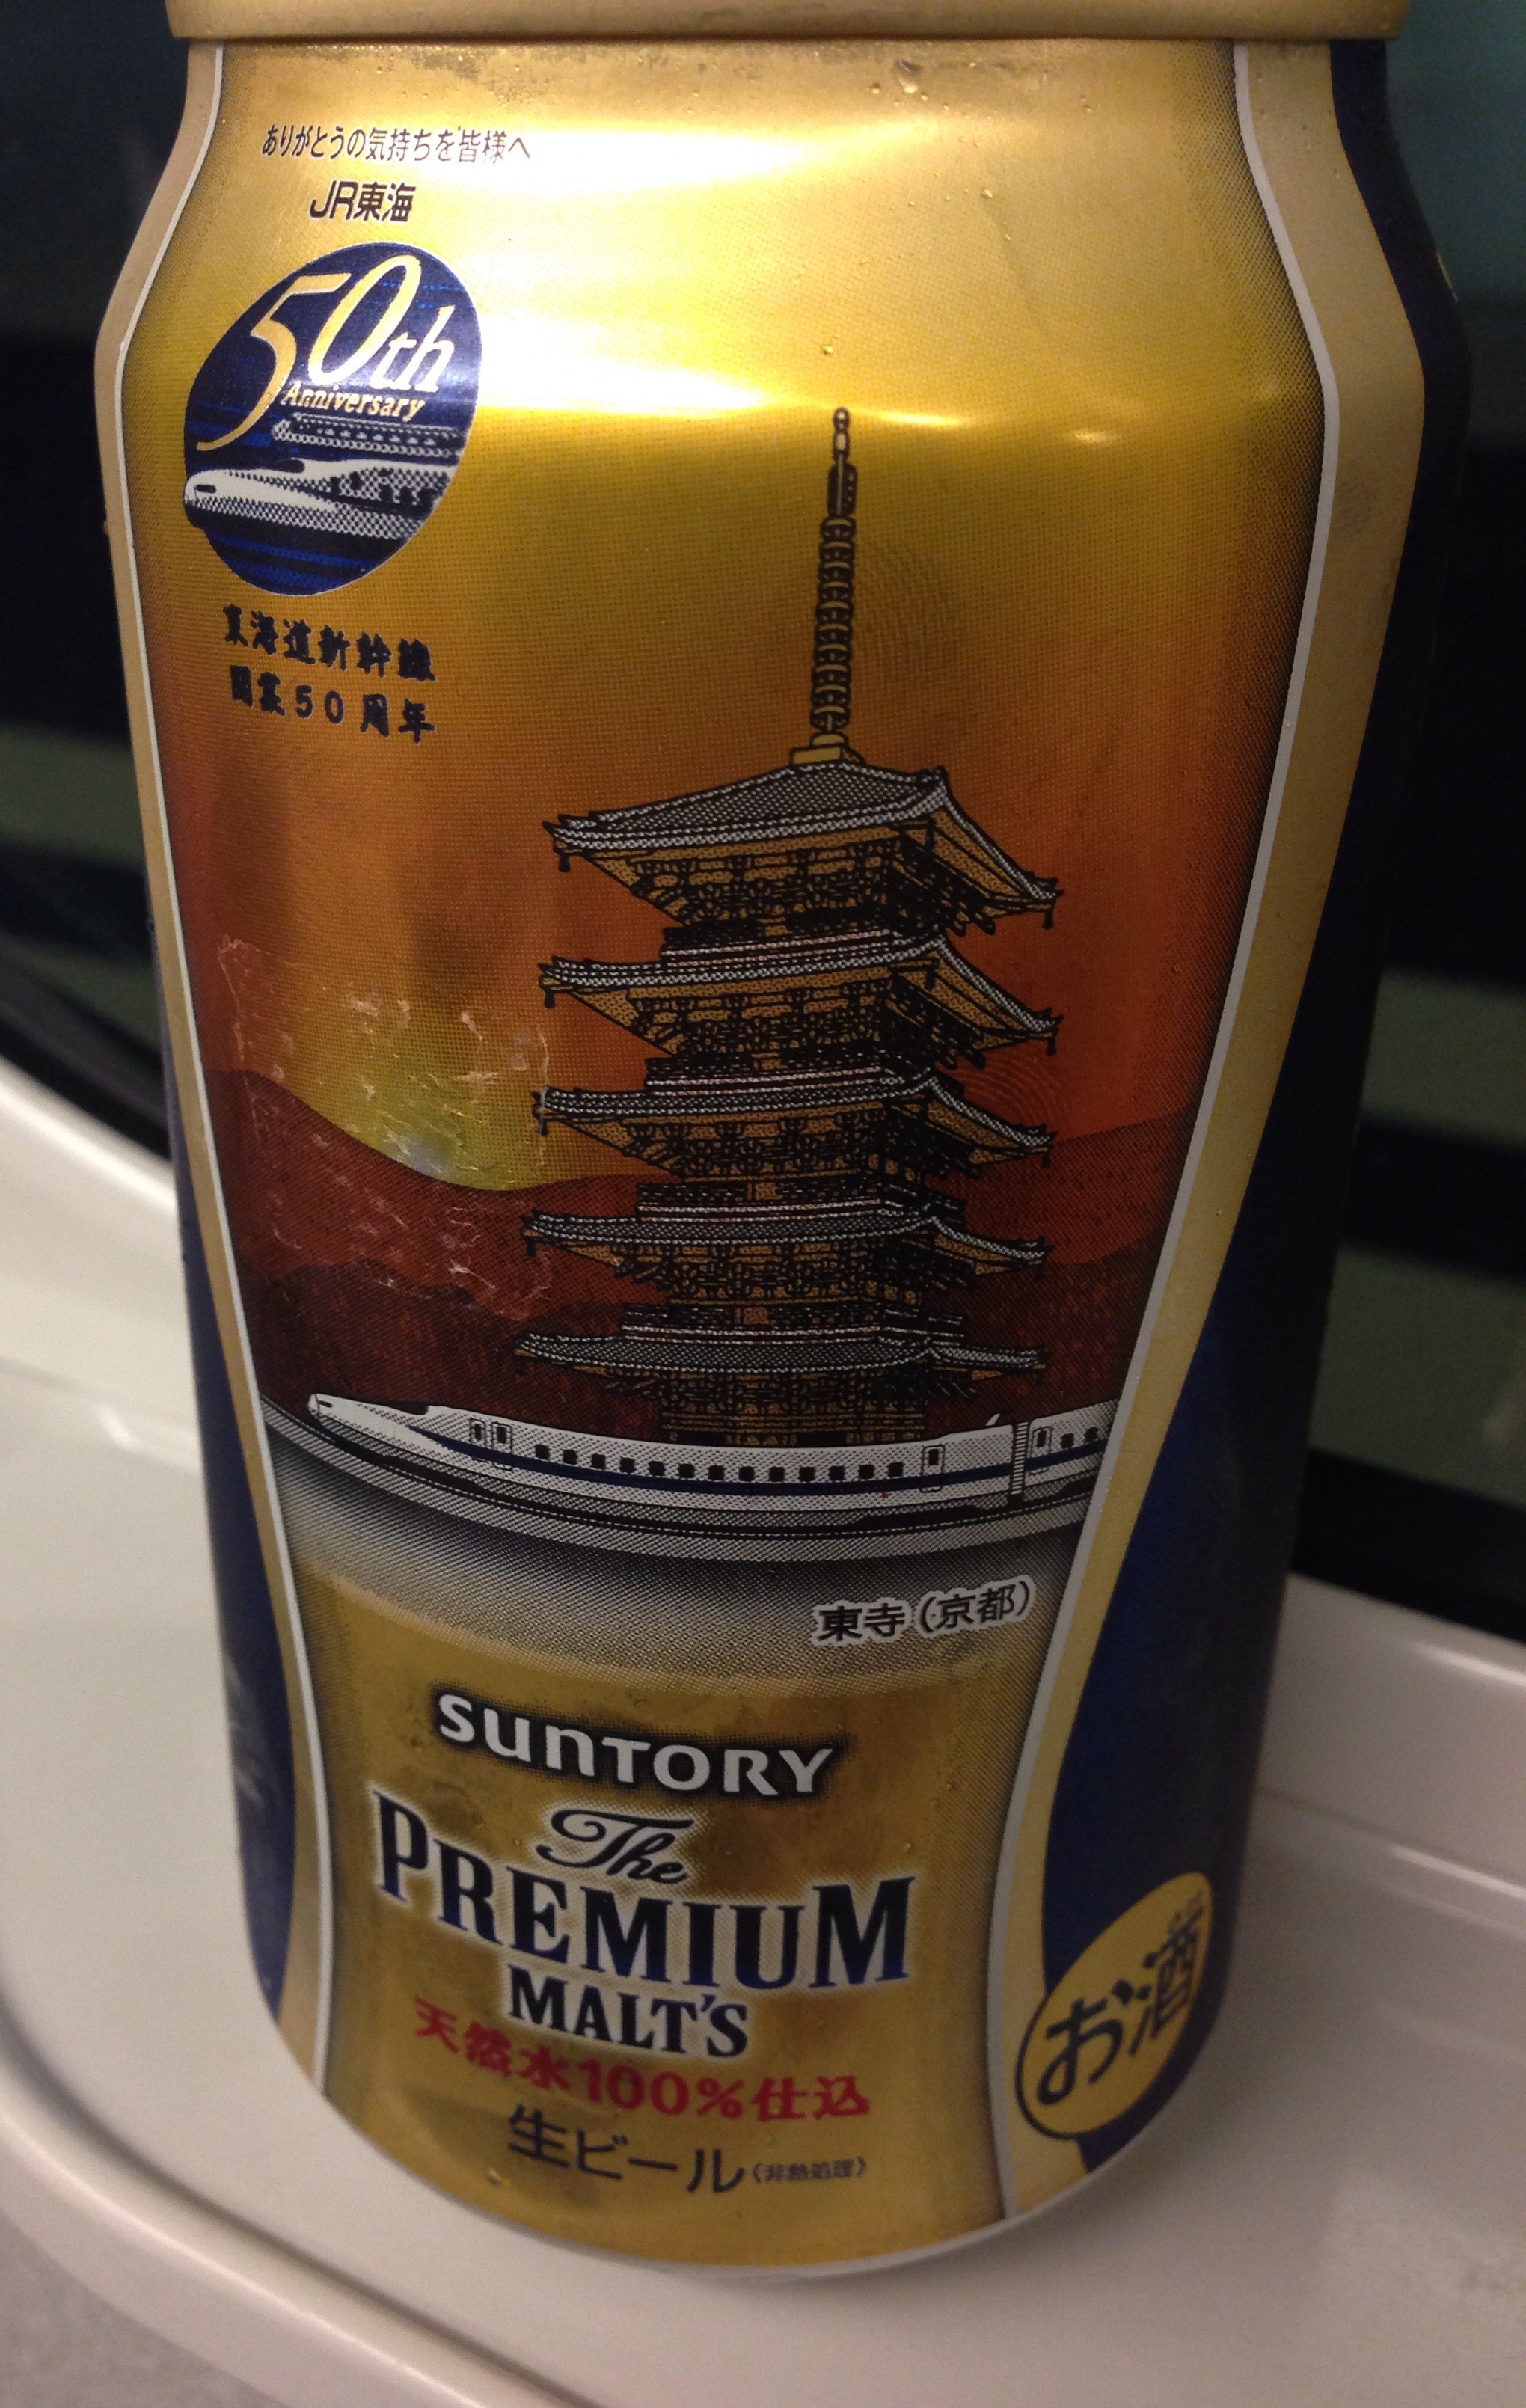 ありがとうの気持ちを皆様へ
JR東海
50th
Anniversary
東海道新幹線
開業50周年
東寺(京都)
SUNTORY
The
PREMIUM
MALT'S
天然水100%仕込
生ビール〈非熱処理〉
お酒